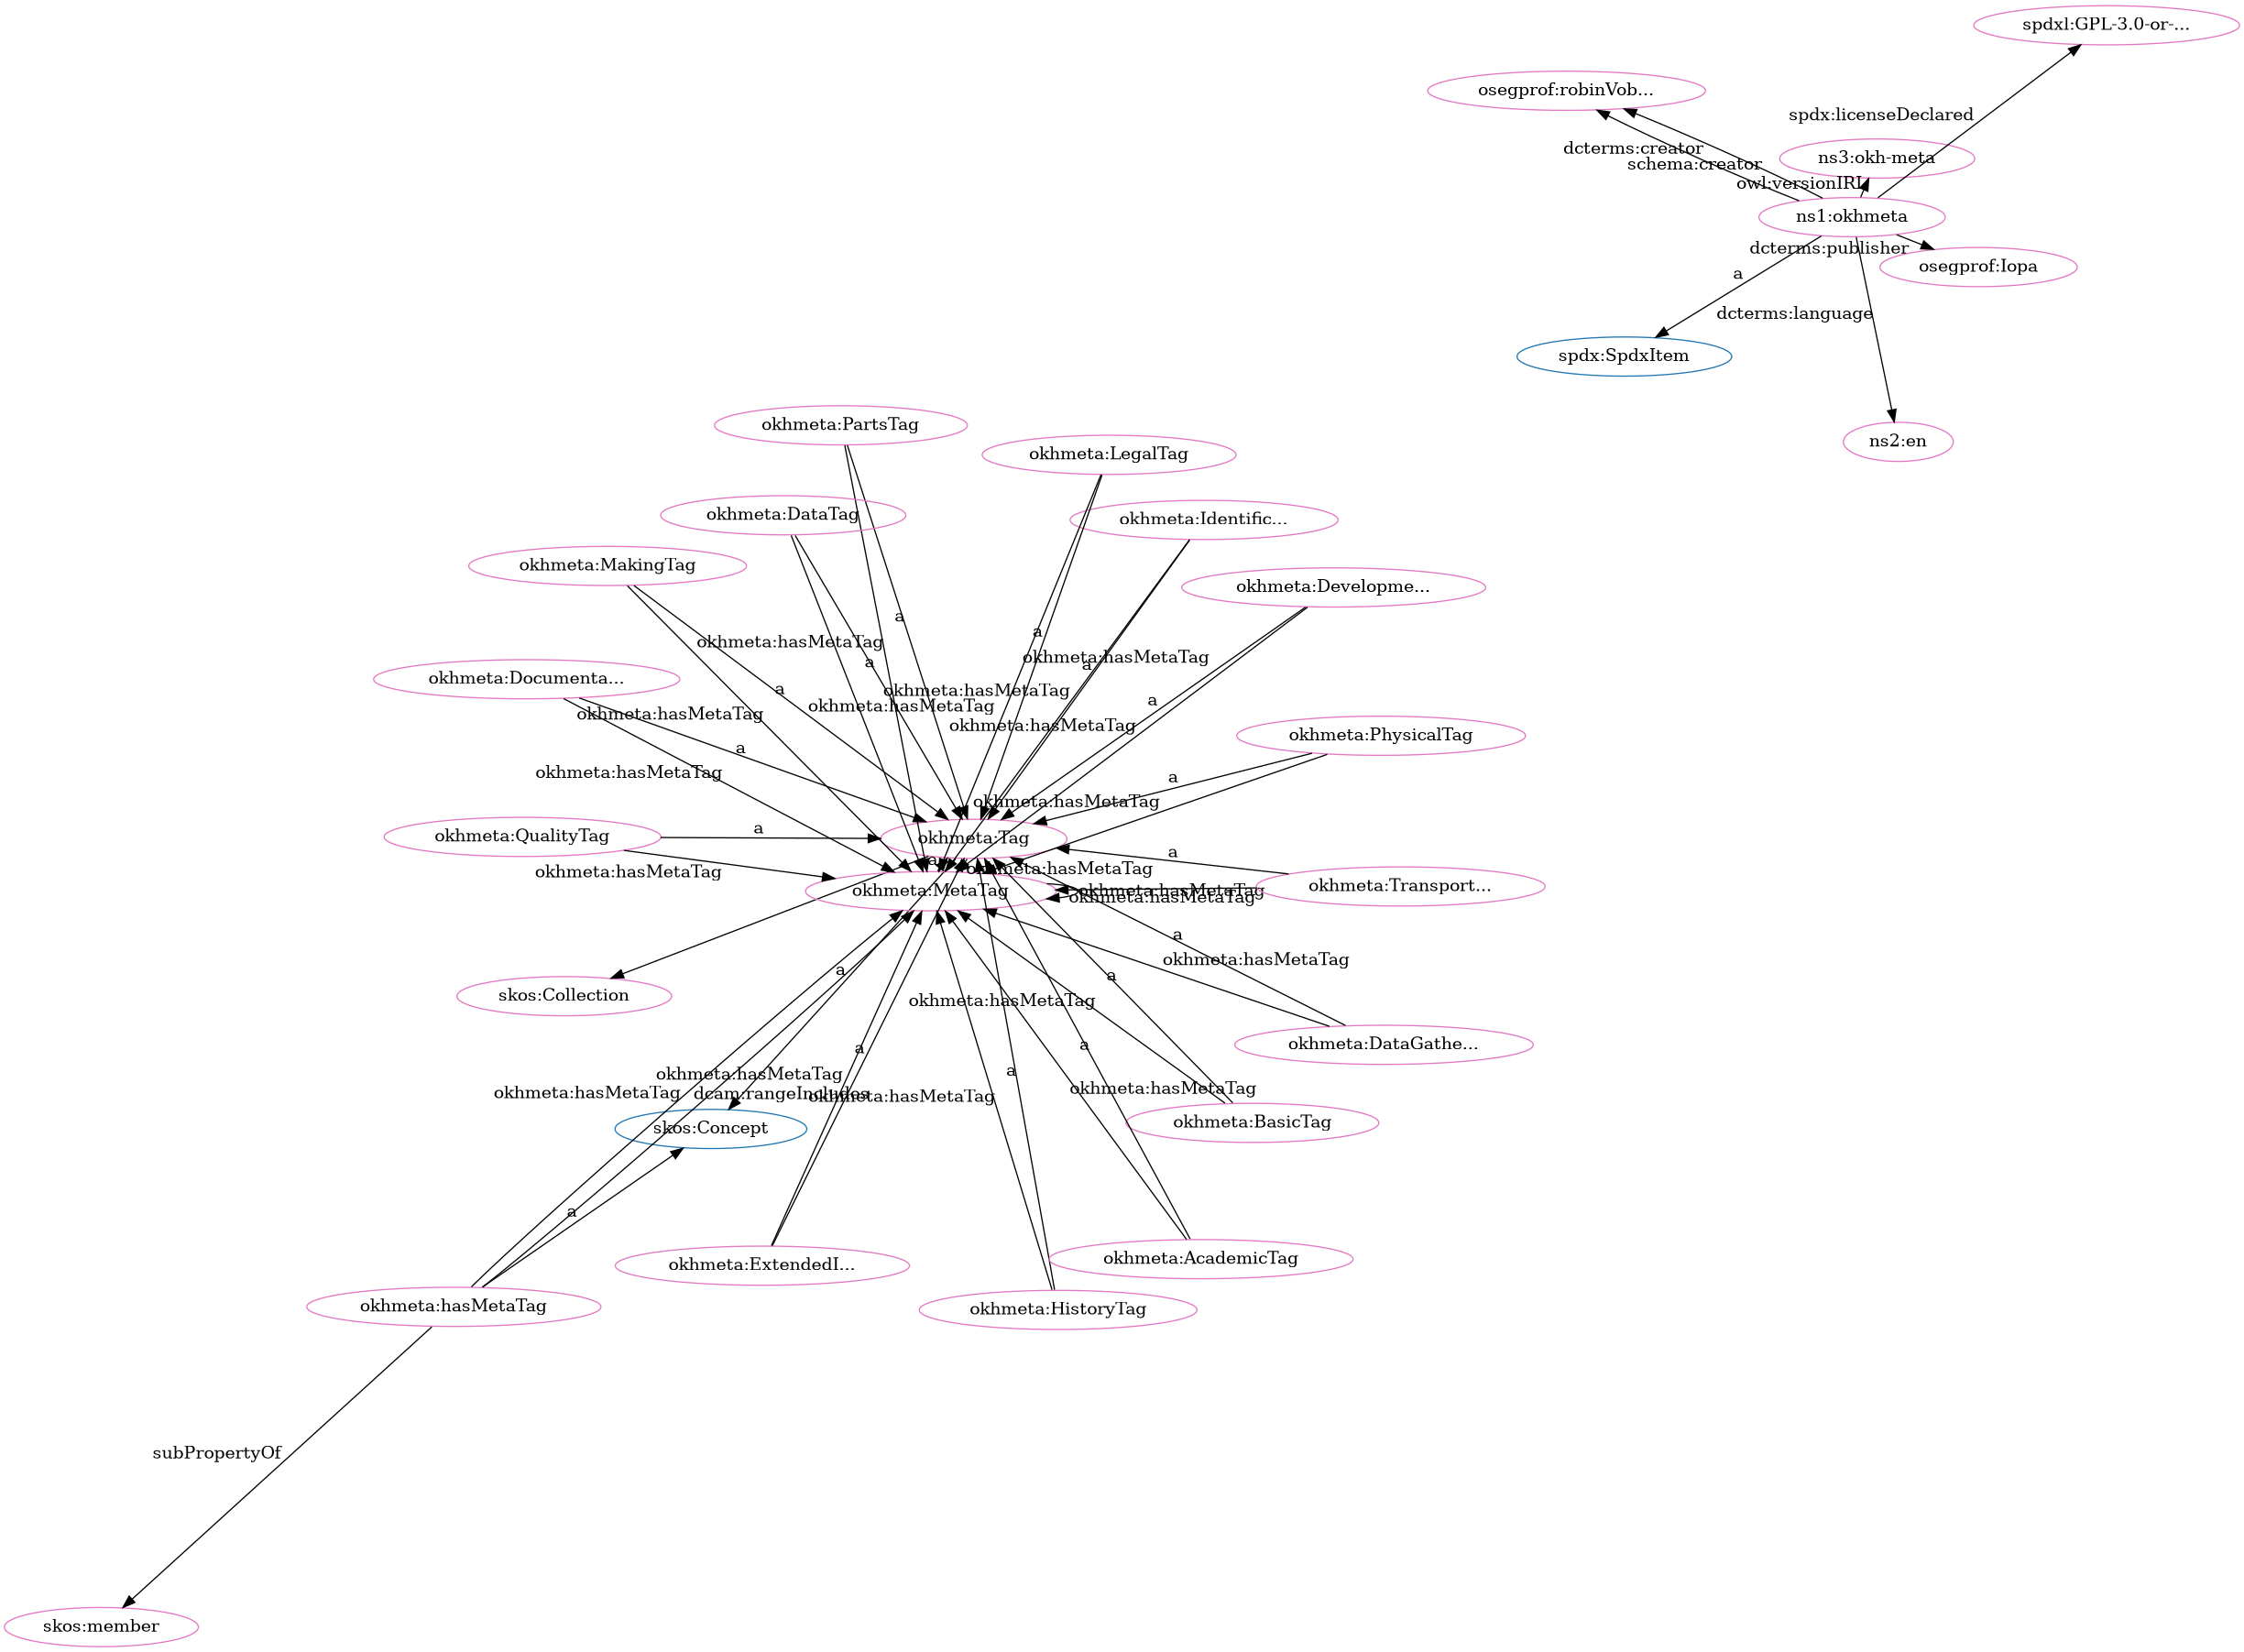 spdxl:GPL-3.0-or-...
osegprof:robinVob...
spdx:licenseDeclared
dcterms:creator
ns3:okh-meta
schema:creator
owl:versionIRI
ns1:okhmeta
dcterms:publisher
osegprof:Iopa
a
dcterms:language
spdx:SpdxItem
okhmeta:PartsTag
ns2:en
okhmeta:LegalTag
okhmeta:DataTag
okhmeta:Identific...
okhmeta:MakingTag
okhmeta:Developme...
a
a
okhmeta:hasMetaTag
okhmeta:hasMetaTag
a
a
okhmeta:Documenta...
a
okhmeta:hasMetaTag
a
okhmeta:hasMetaTag
okhmeta:hasMetaTag
okhmeta:hasMetaTag
okhmeta:PhysicalTag
a
okhmeta:hasMetaTag
a
okhmeta:hasMetaTag
okhmeta:QualityTag
a
okhmeta:Tag
a
a
okhmeta:hasMetaTag
okhmeta:hasMetaTag
okhmeta:MetaTag
okhmeta:hasMetaTag
okhmeta:hasMetaTag
okhmeta:Transport...
a
okhmeta:hasMetaTag
a
a
skos:Collection
okhmeta:hasMetaTag
okhmeta:DataGathe...
a
a
a
okhmeta:hasMetaTag
okhmeta:hasMetaTag
dcam:rangeIncludes
okhmeta:hasMetaTag
okhmeta:hasMetaTag
skos:Concept
okhmeta:BasicTag
a
okhmeta:ExtendedI...
okhmeta:AcademicTag
okhmeta:hasMetaTag
okhmeta:HistoryTag
subPropertyOf
skos:member